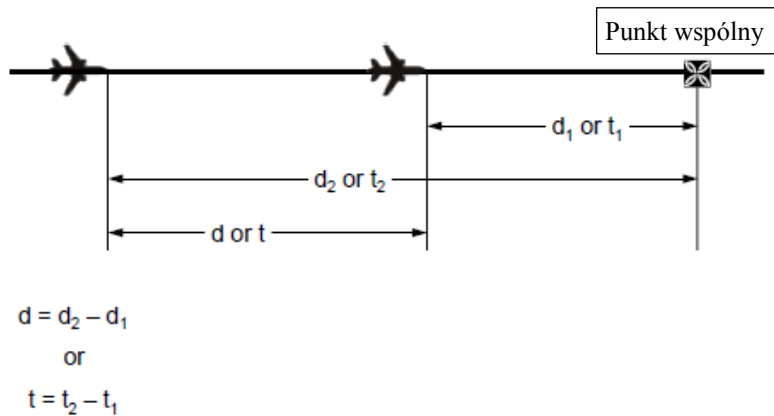 Punkt wspólny
d₁ or t₁
d₂ or t₂
d or t
d = d₂ – d₁
or
t = t₂ – t₁